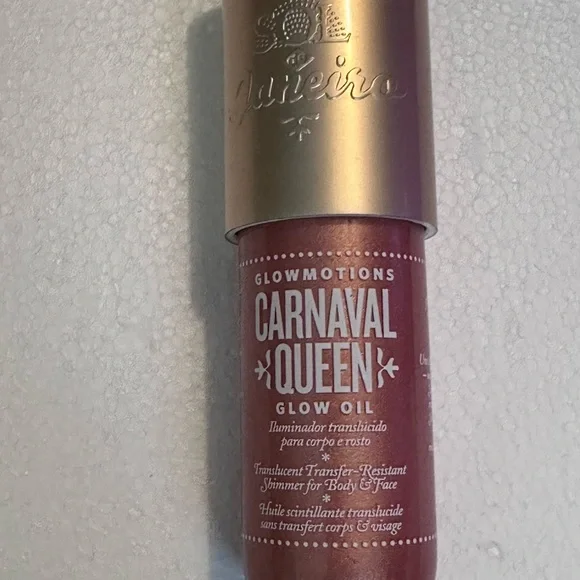 SOL
de
Janeiro
GLOWMOTIONS
CARNAVAL
QUEEN
GLOW OIL
Iluminador translúcido
para corpo e rosto
*
Translucent Transfer-Resistant
Shimmer for Body & Face
*
Huile scintillante translucide
sans transfert corps & visage